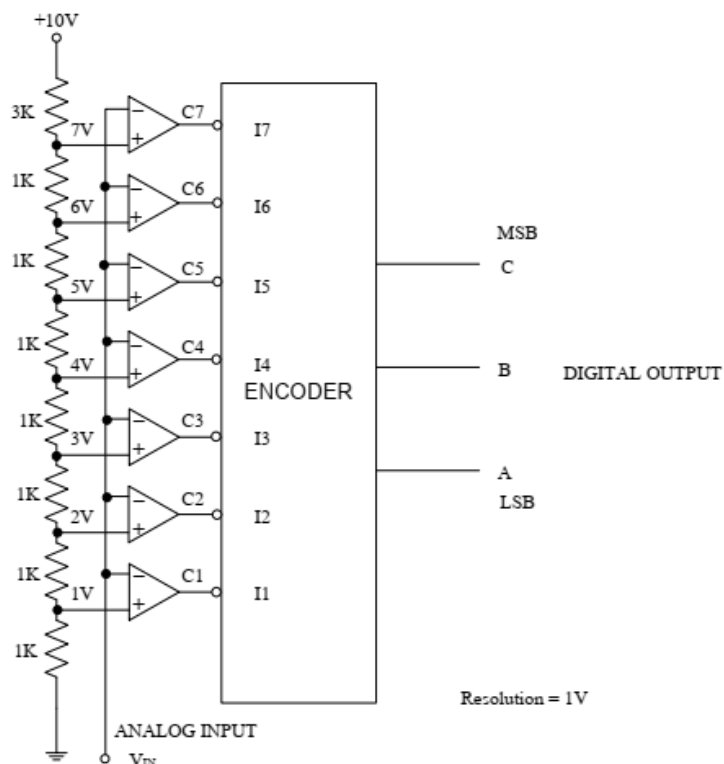 +10V
3K
7V
−
+
C7
I7
1K
6V
−
+
C6
I6
1K
5V
−
+
C5
I5
1K
4V
−
+
C4
I4
ENCODER
1K
3V
−
+
C3
I3
1K
2V
−
+
C2
I2
1K
1V
−
+
C1
I1
1K
MSB
C
B
DIGITAL OUTPUT
A
LSB
Resolution = 1V
ANALOG INPUT
VIN